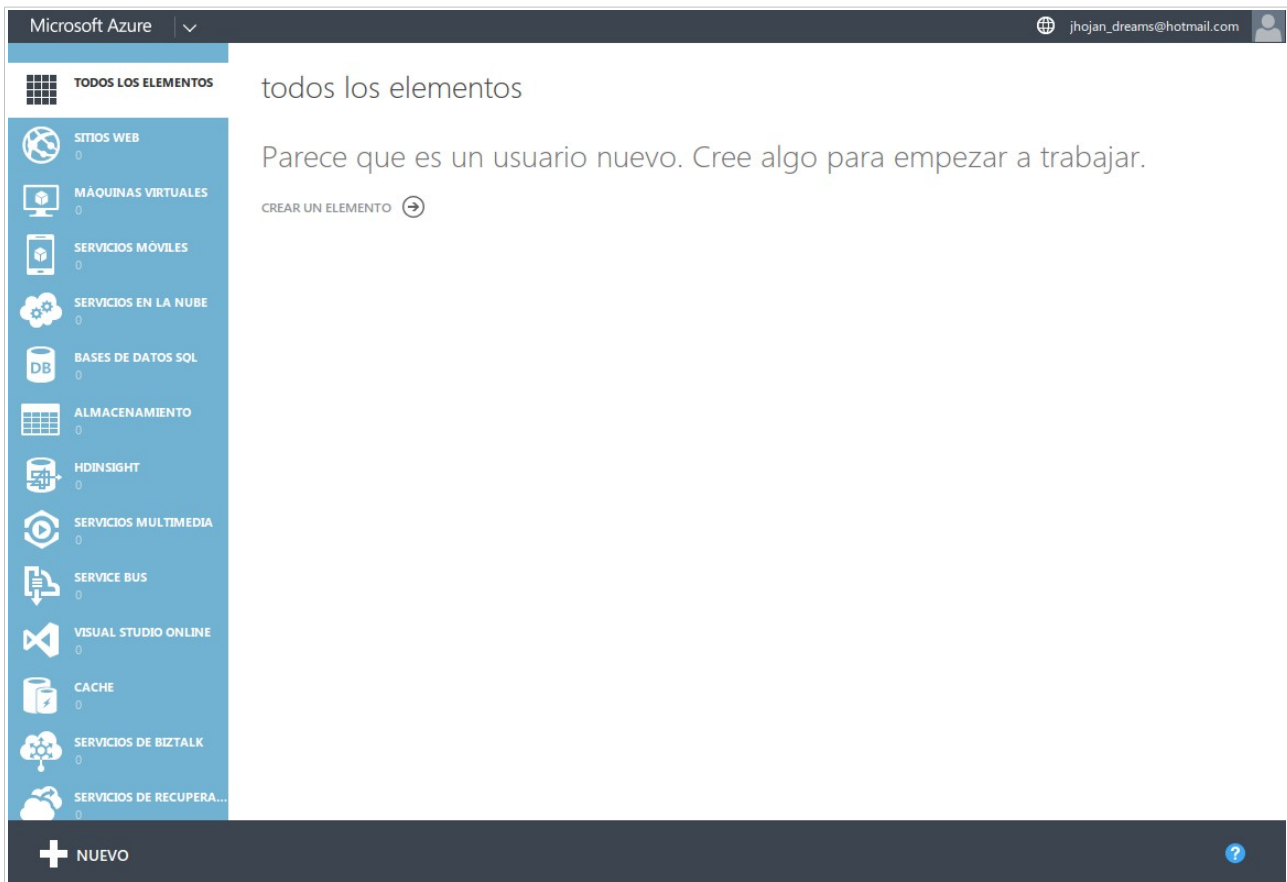 Microsoft Azure
jhojan_dreams@hotmail.com
TODOS LOS ELEMENTOS
SITIOS WEB
0
MÁQUINAS VIRTUALES
0
SERVICIOS MÓVILES
0
SERVICIOS EN LA NUBE
0
DB
BASES DE DATOS SQL
0
ALMACENAMIENTO
0
HDINSIGHT
0
SERVICIOS MULTIMEDIA
0
SERVICE BUS
0
VISUAL STUDIO ONLINE
0
CACHE
0
SERVICIOS DE BIZTALK
0
SERVICIOS DE RECUPERA...
0
todos los elementos
Parece que es un usuario nuevo. Cree algo para empezar a trabajar.
CREAR UN ELEMENTO
NUEVO
?